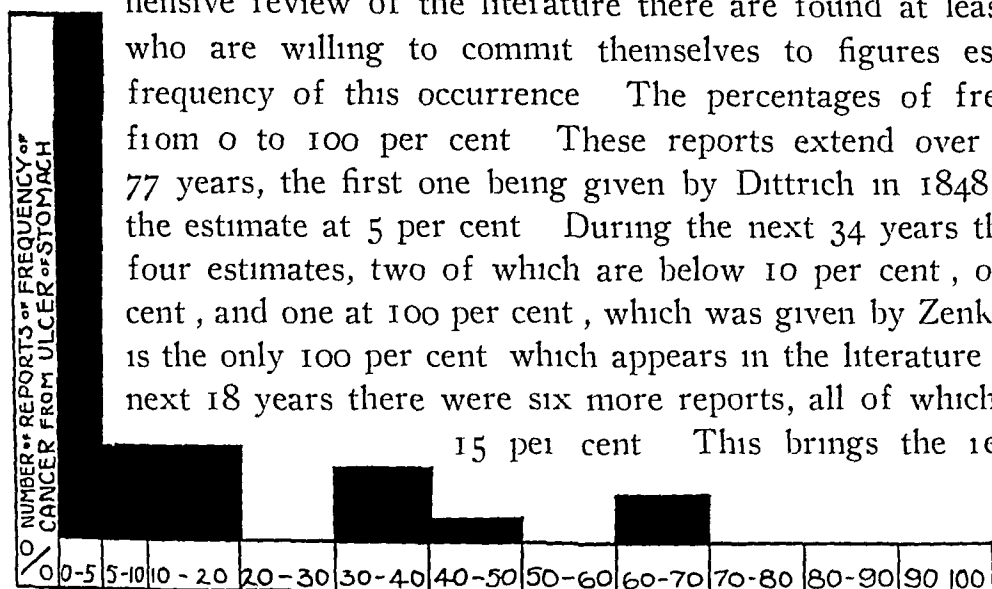 hensive review of the literature there are found at leas
who are willing to commit themselves to figures es
frequency of this occurrence The percentages of fre
from 0 to 100 per cent These reports extend over
77 years, the first one being given by Dittrich in 1848
the estimate at 5 per cent During the next 34 years th
four estimates, two of which are below 10 per cent, o
cent, and one at 100 per cent, which was given by Zenk
is the only 100 per cent which appears in the literature
next 18 years there were six more reports, all of which
15 per cent This brings the re
NUMBER OF REPORTS OF FREQUENCY OF
CANCER FROM ULCER OF STOMACH
% 0 0-5 5-10 10-20 20-30 30-40 40-50 50-60 60-70 70-80 80-90 90 100